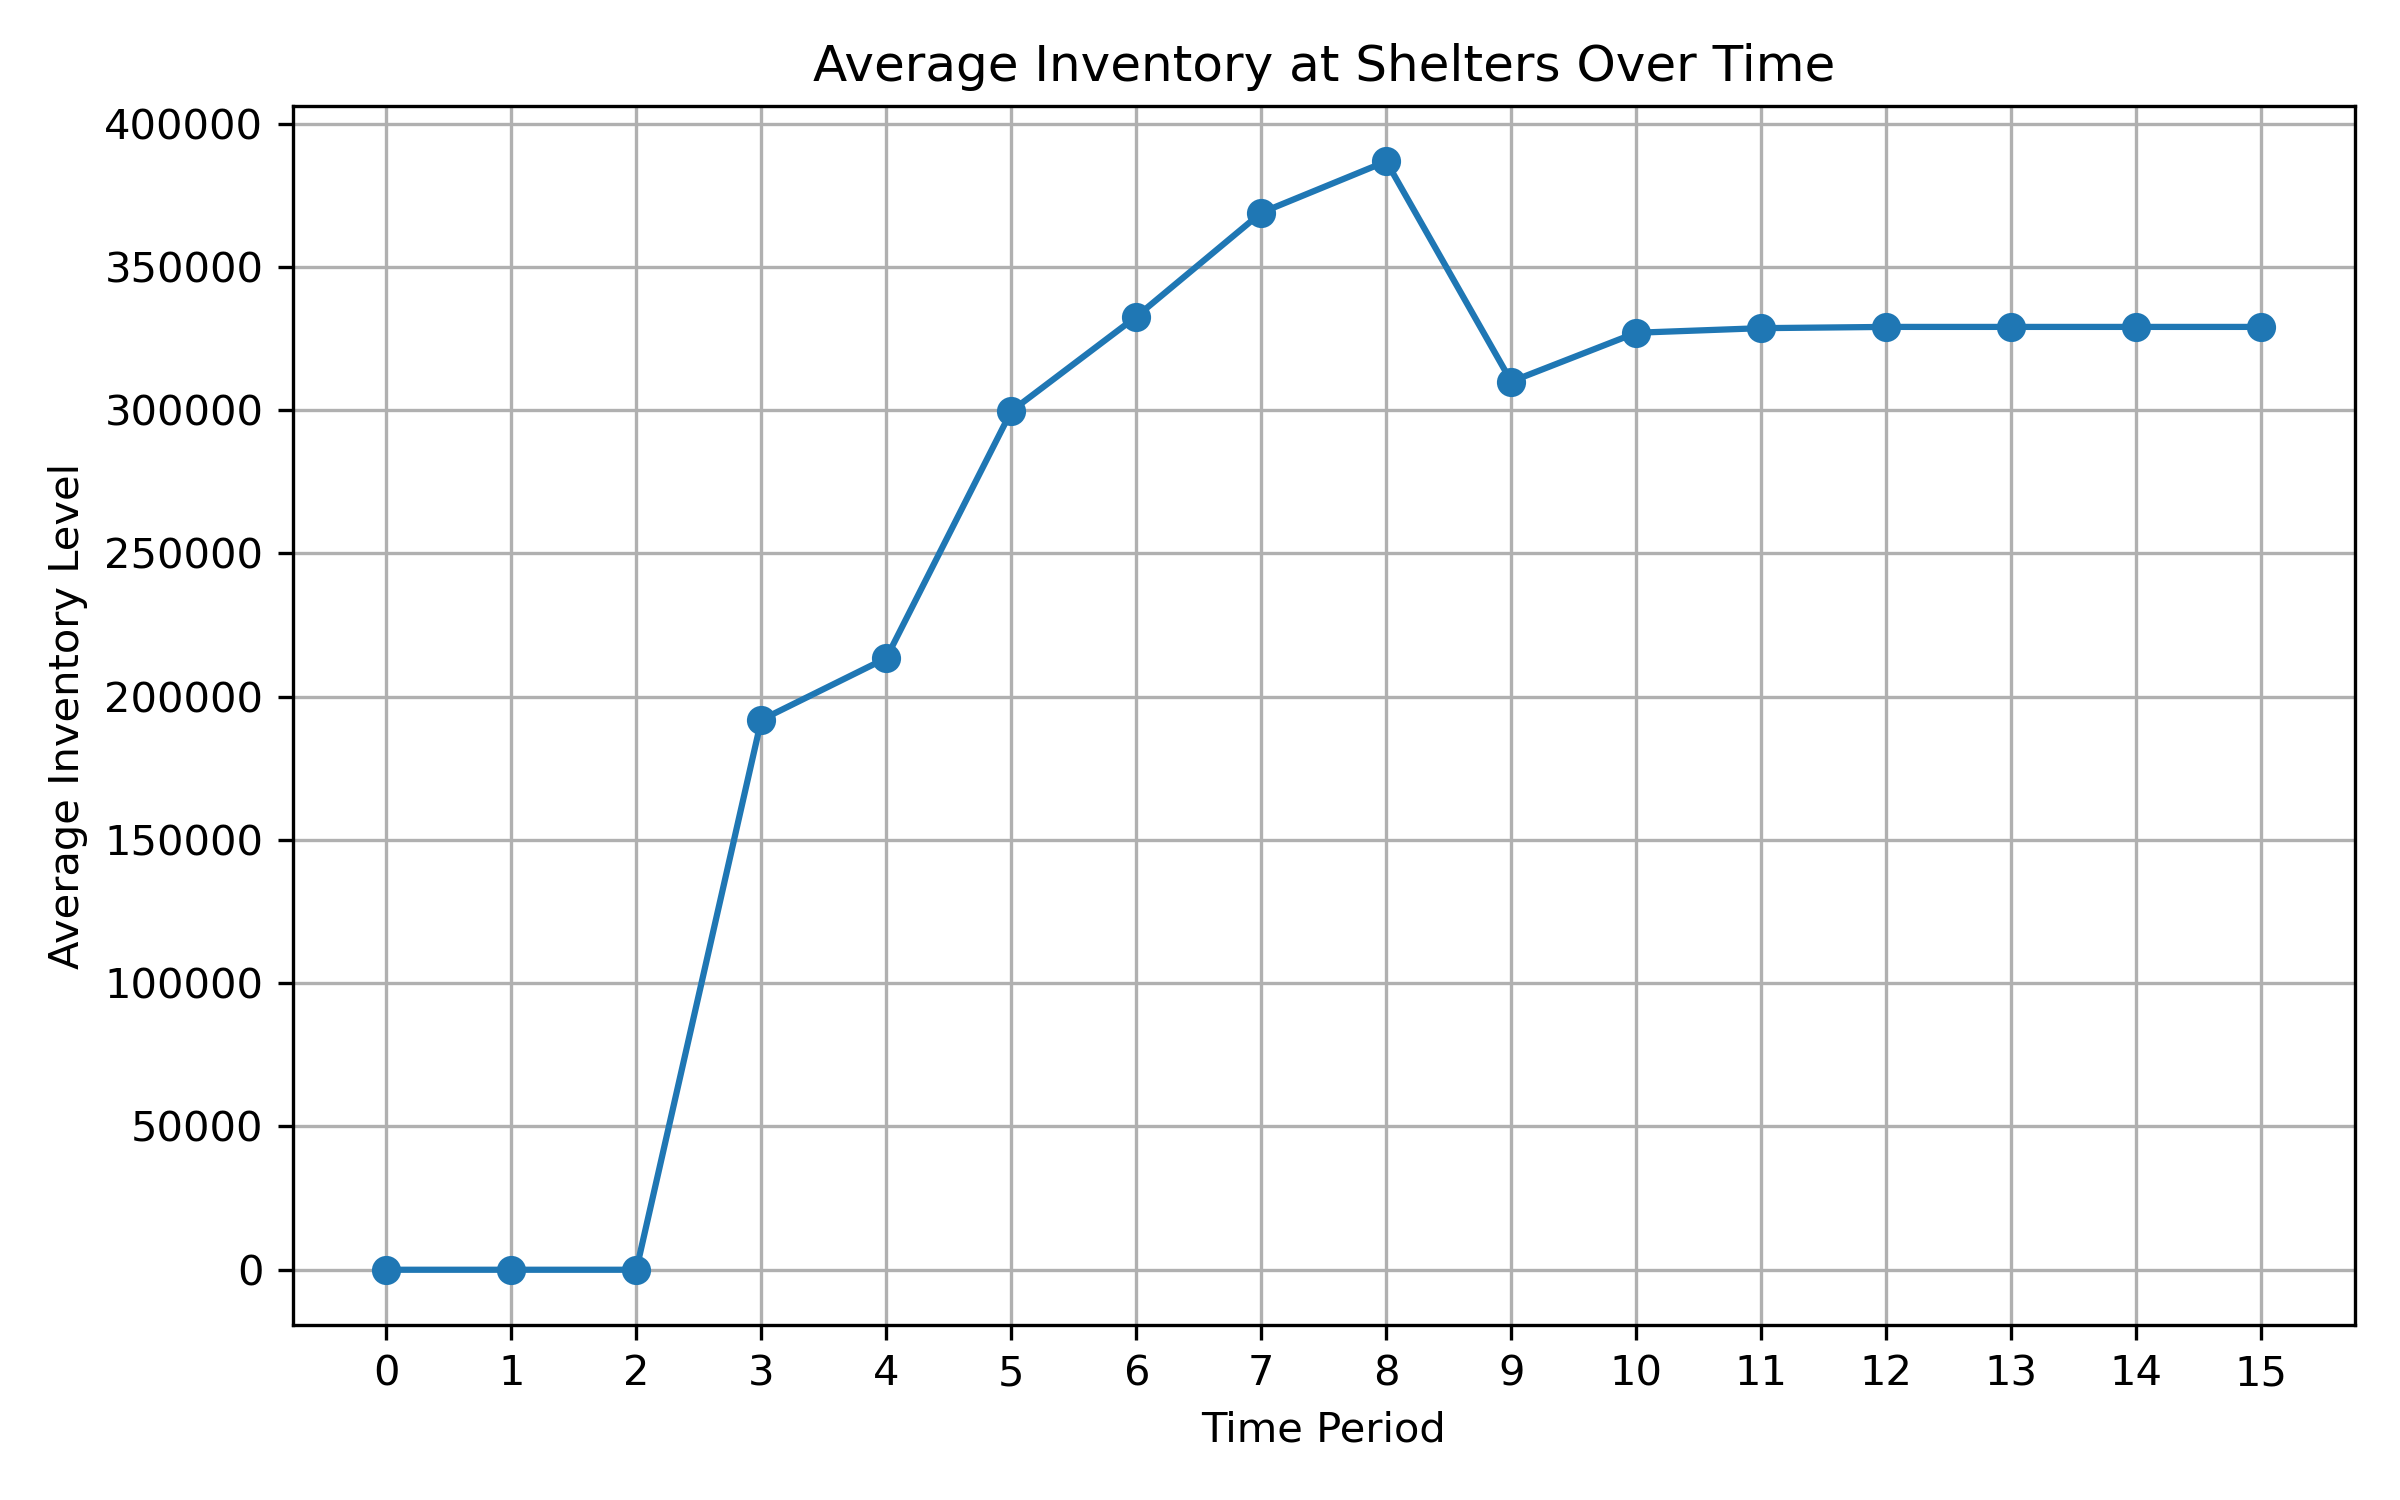 Average Inventory at Shelters Over Time
Average Inventory Level
400000
350000
300000
250000
200000
150000
100000
50000
0
0 1 2 3 4 5 6 7 8 9 10 11 12 13 14 15
Time Period